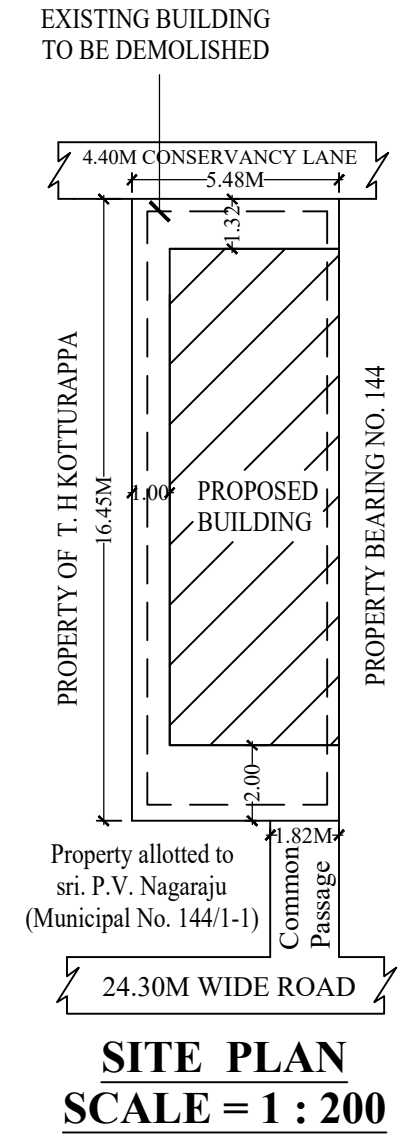 EXISTING BUILDING
TO BE DEMOLISHED
4.40M CONSERVANCY LANE
5.48M
1.32
PROPERTY OF T. H KOTTURAPPA
16.45M
1.00
PROPOSED
BUILDING
PROPERTY BEARING NO. 144
2.00
1.82M
Property allotted to
sri. P.V. Nagaraju
(Municipal No. 144/1-1)
Common
Passage
24.30M WIDE ROAD
SITE PLAN
SCALE = 1 : 200